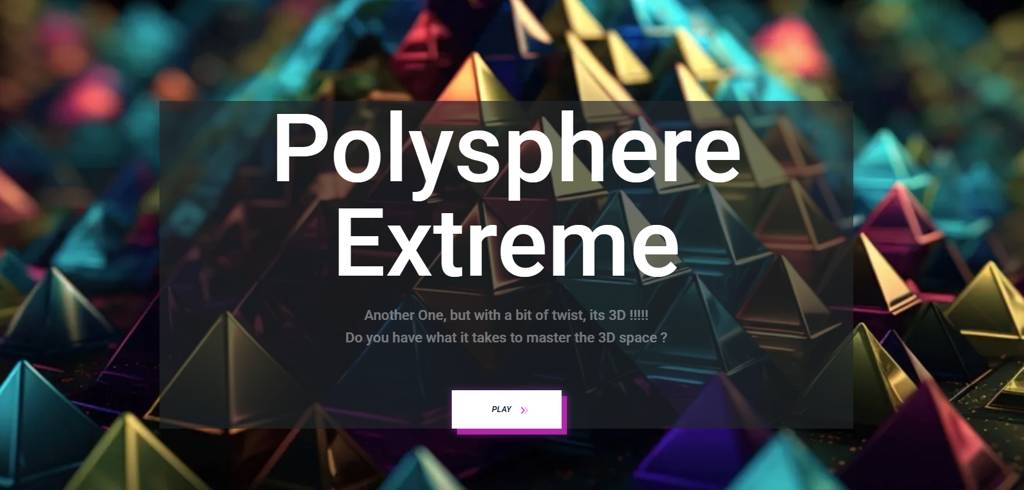 Polysphere
Extreme
Another One, but with a bit of twist, its 3D !!!!!
Do you have what it takes to master the 3D space ?
PLAY